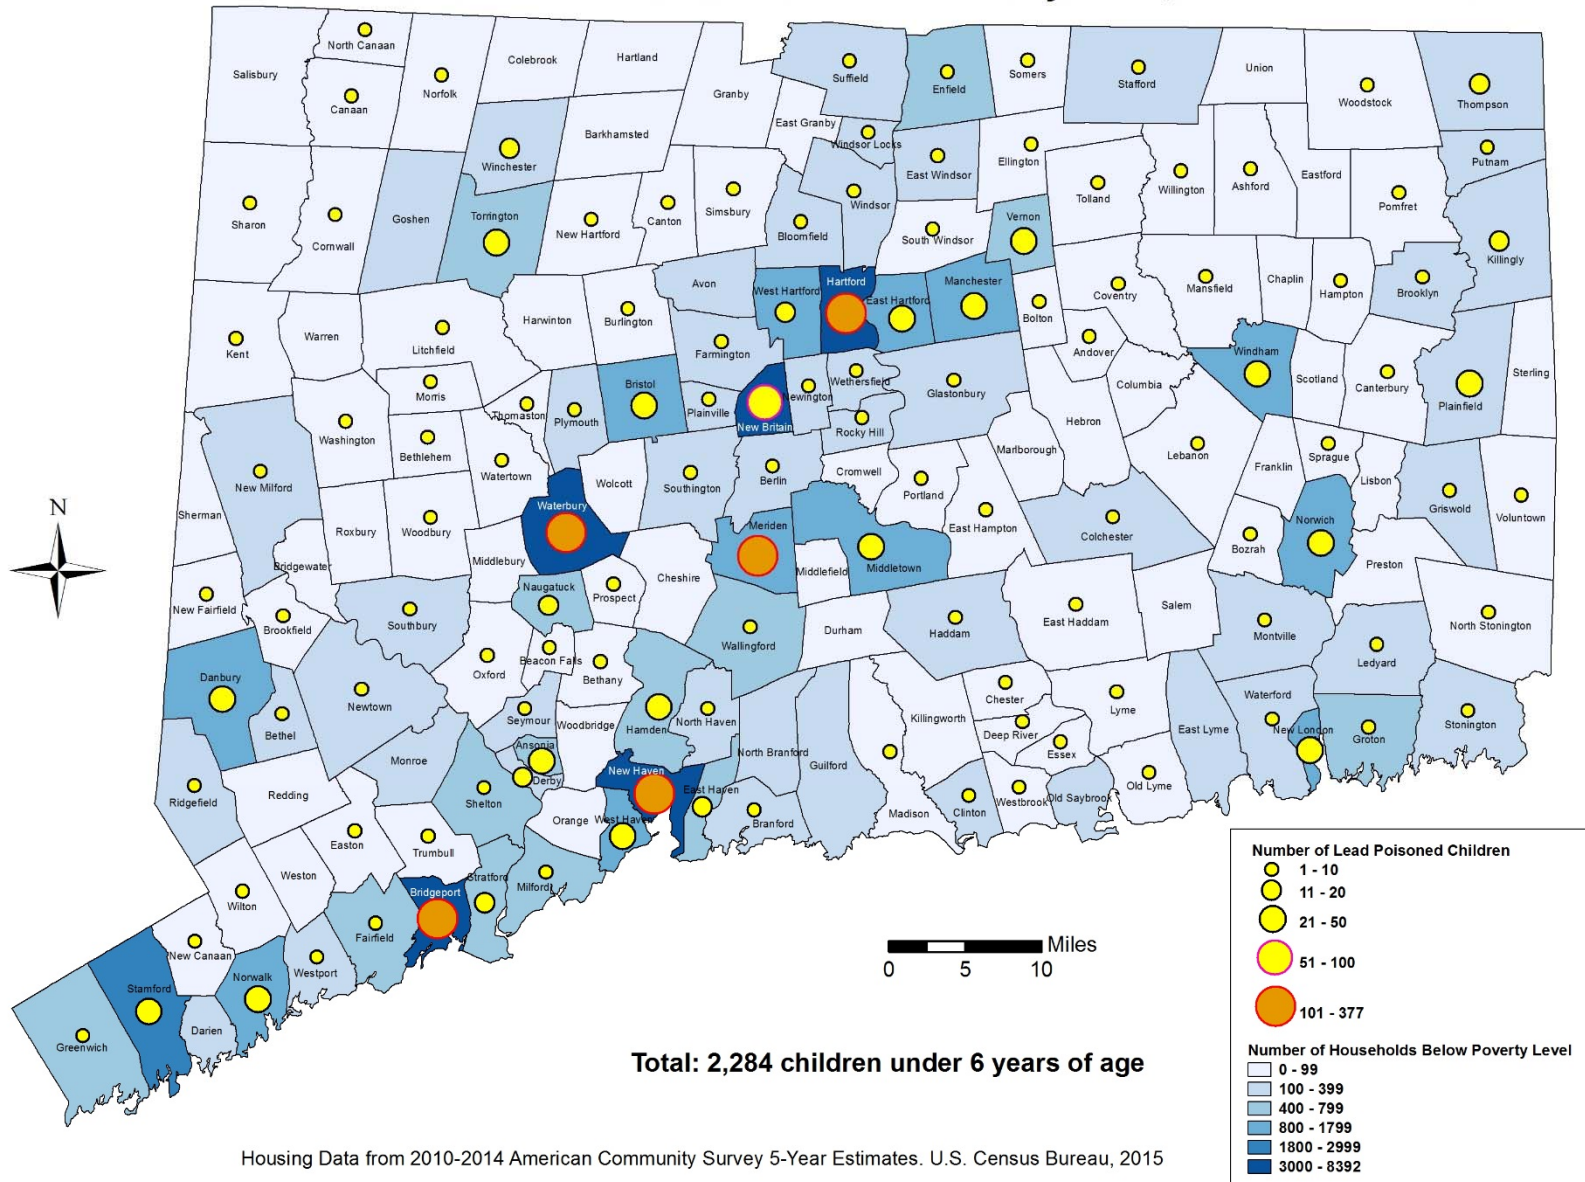 North Canaan
Colebrook
Hartland
Salisbury
Canaan
Norfolk
Granby
Suffield
Enfield
Somers
Stafford
Union
Woodstock
Thompson
Winchester
Barkhamsted
East Granby
Windsor Locks
East Windsor
Ellington
Tolland
Willington
Ashford
Eastford
Pomfret
Putnam
Sharon
Cornwall
Goshen
Torrington
New Hartford
Canton
Simsbury
Bloomfield
Windsor
South Windsor
Vernon
Killingly
Kent
Warren
Litchfield
Harwinton
Burlington
Avon
Farmington
West Hartford
Hartford
East Hartford
Manchester
Bolton
Coventry
Mansfield
Chaplin
Hampton
Brooklyn
Andover
Columbia
Windham
Scotland
Canterbury
Plainfield
Sterling
Morris
Thomaston
Plymouth
Bristol
Plainville
New Britain
Newington
Wethersfield
Rocky Hill
Glastonbury
Hebron
Marlborough
Washington
Bethlehem
Watertown
New Milford
Sherman
Roxbury
Woodbury
Waterbury
Wolcott
Southington
Berlin
Cromwell
Portland
East Hampton
Colchester
Lebanon
Franklin
Sprague
Lisbon
Griswold
Voluntown
Norwich
Bozrah
Preston
N
Bridgewater
Middlebury
Naugatuck
Prospect
Cheshire
Meriden
Middlefield
Middletown
New Fairfield
Brookfield
Southbury
Oxford
Beacon Falls
Bethany
Wallingford
Durham
Haddam
East Haddam
Salem
Montville
Ledyard
North Stonington
Danbury
Bethel
Newtown
Seymour
Woodbridge
Hamden
North Haven
Ansonia
Derby
North Branford
Guilford
Killingworth
Chester
Deep River
Essex
Lyme
East Lyme
Waterford
New London
Groton
Stonington
Ridgefield
Redding
Monroe
Shelton
New Haven
East Haven
Branford
Madison
Clinton
Westbrook
Old Saybrook
Old Lyme
Easton
Trumbull
Orange
West Haven
Weston
Wilton
Bridgeport
Stratford
Milford
Fairfield
New Canaan
Westport
Norwalk
Stamford
Darien
Greenwich
Miles
0 5 10
Total: 2,284 children under 6 years of age
Housing Data from 2010-2014 American Community Survey 5-Year Estimates. U.S. Census Bureau, 2015
Number of Lead Poisoned Children
1 - 10
11 - 20
21 - 50
51 - 100
101 - 377
Number of Households Below Poverty Level
0 - 99
100 - 399
400 - 799
800 - 1799
1800 - 2999
3000 - 8392